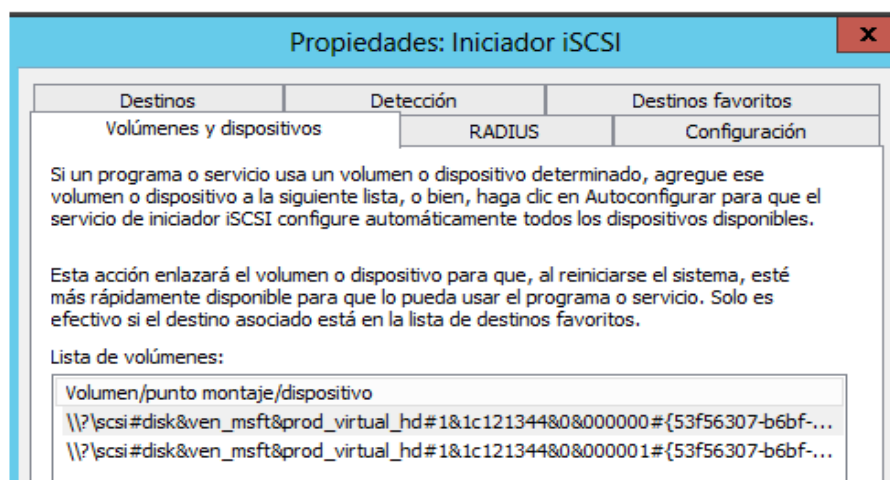 Propiedades: Iniciador iSCSI
x
Destinos
Detección
Destinos favoritos
Volúmenes y dispositivos
RADIUS
Configuración
Si un programa o servicio usa un volumen o dispositivo determinado, agregue ese
volumen o dispositivo a la siguiente lista, o bien, haga clic en Autoconfigurar para que el
servicio de iniciador iSCSI configure automáticamente todos los dispositivos disponibles.
Esta acción enlazará el volumen o dispositivo para que, al reiniciarse el sistema, esté
más rápidamente disponible para que lo pueda usar el programa o servicio. Solo es
efectivo si el destino asociado está en la lista de destinos favoritos.
Lista de volúmenes:
Volumen/punto montaje/dispositivo
\\?\scsi#disk&ven_msft&prod_virtual_hd#1&1c121344&0&000000#{53f56307-b6bf-...
\\?\scsi#disk&ven_msft&prod_virtual_hd#1&1c121344&0&000001#{53f56307-b6bf-...